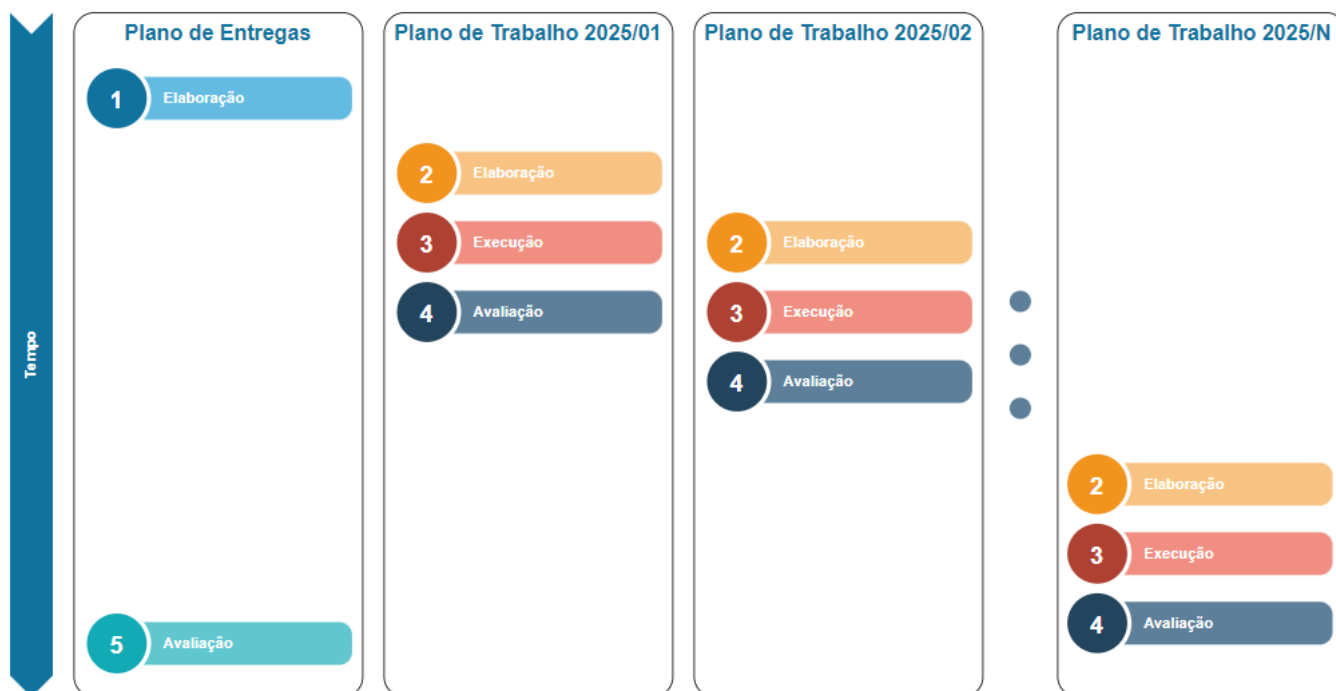 Tempo
Plano de Entregas
1 Elaboração
5 Avaliação
Plano de Trabalho 2025/01
2 Elaboração
3 Execução
4 Avaliação
Plano de Trabalho 2025/02
2 Elaboração
3 Execução
4 Avaliação
Plano de Trabalho 2025/N
2 Elaboração
3 Execução
4 Avaliação